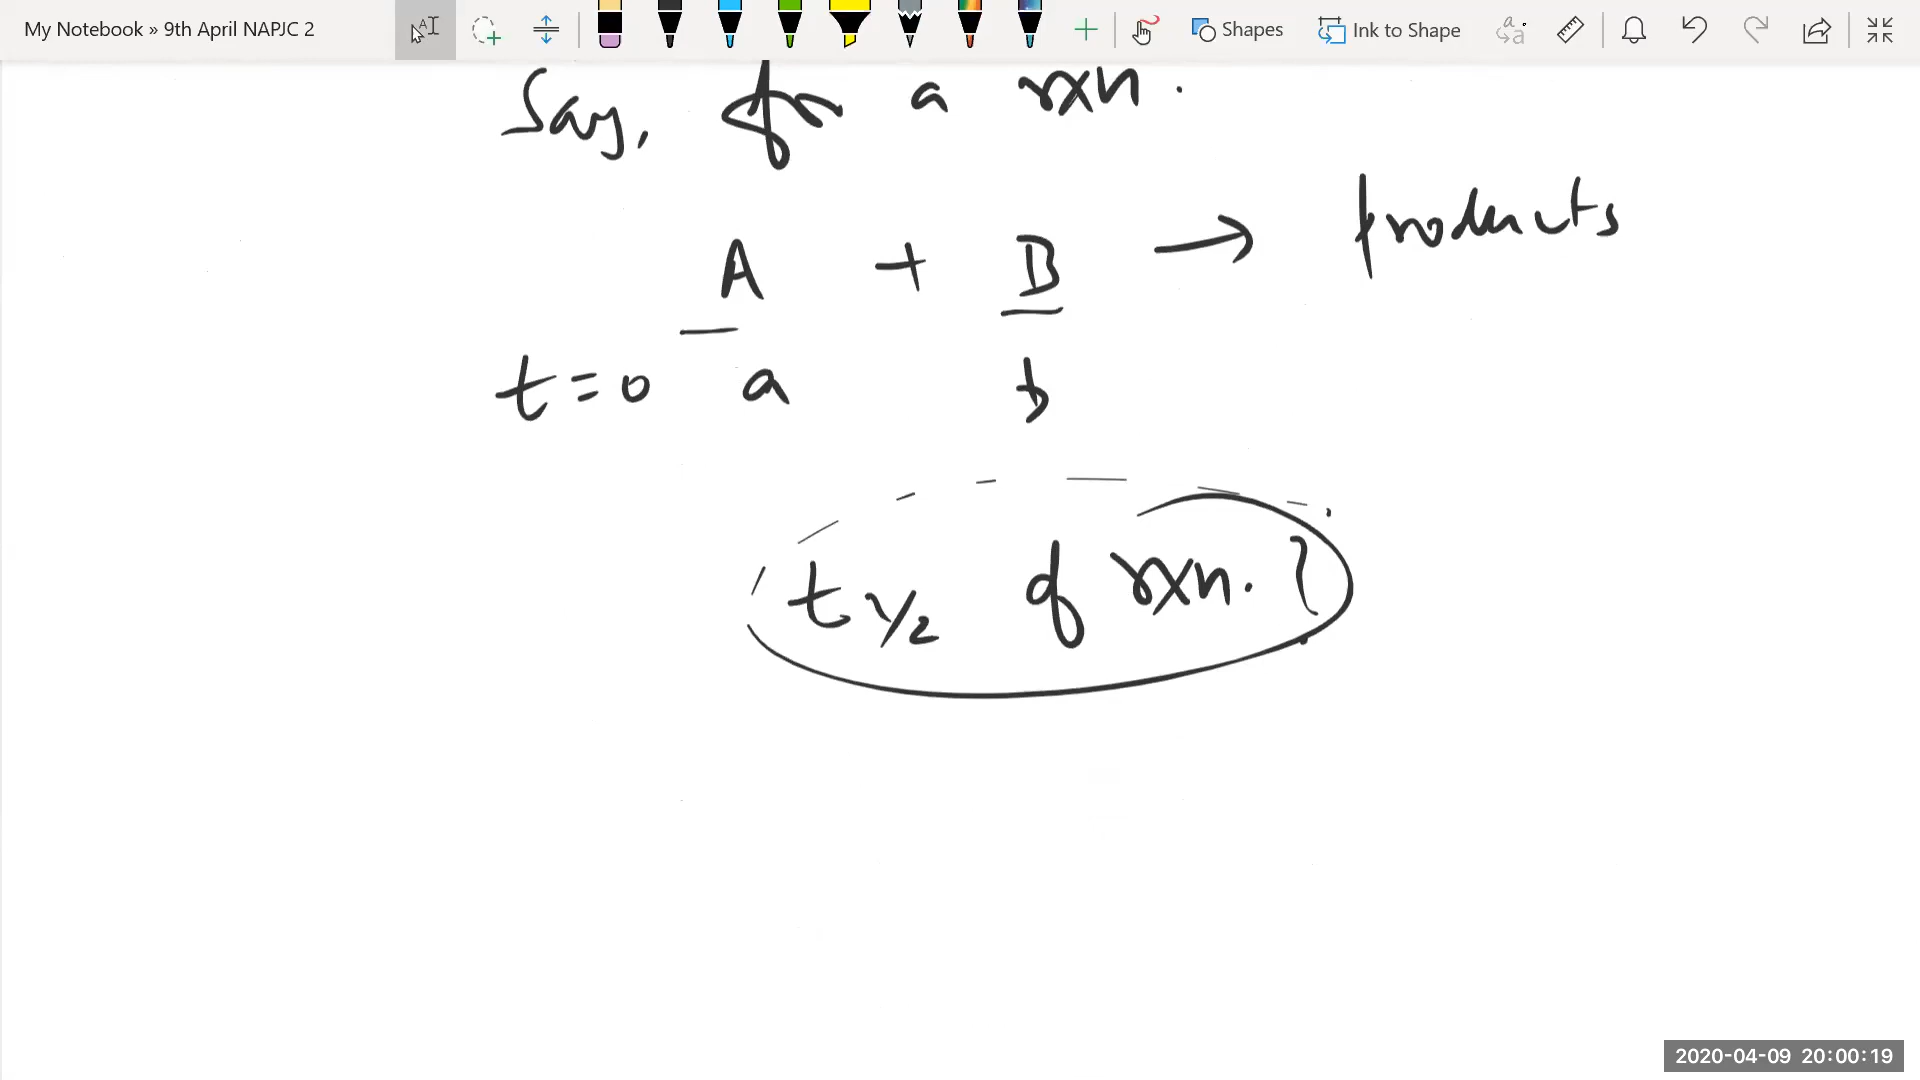 My Notebook » 9th April NAPJC 2
Shapes
Ink to Shape
Say, for a rxn.
A + B → products
t=0 a b
t 1/2 of rxn. ?
2020-04-09 20:00:19